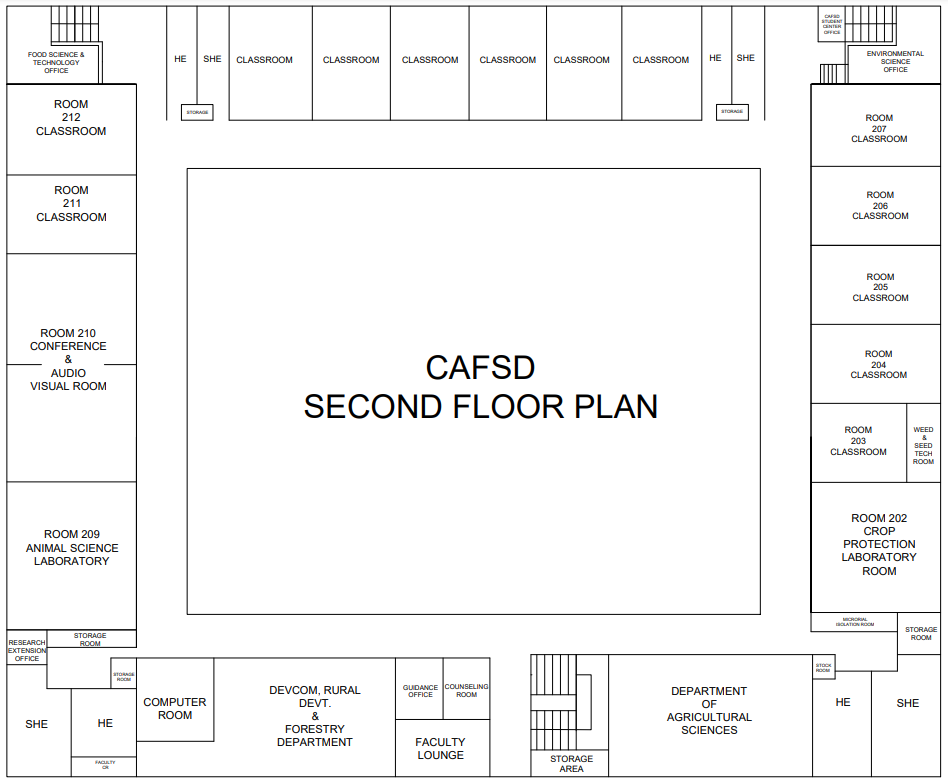 CAFSD
STUDENT
CENTER
OFFICE
FOOD SCIENCE &
TECHNOLOGY
OFFICE
HE
SHE
CLASSROOM
CLASSROOM
CLASSROOM
CLASSROOM
CLASSROOM
CLASSROOM
HE
SHE
ENVIRONMENTAL
SCIENCE
OFFICE
STORAGE
STORAGE
ROOM
212
CLASSROOM
ROOM
207
CLASSROOM
ROOM
211
CLASSROOM
ROOM
206
CLASSROOM
ROOM
205
CLASSROOM
ROOM 210
CONFERENCE
&
AUDIO
VISUAL ROOM
CAFSD
SECOND FLOOR PLAN
ROOM
204
CLASSROOM
ROOM
203
CLASSROOM
WEED
&
SEED
TECH
ROOM
ROOM 209
ANIMAL SCIENCE
LABORATORY
ROOM 202
CROP
PROTECTION
LABORATORY
ROOM
MICRORIAL
ISOLATION ROOM
STORAGE
ROOM
RESEARCH
EXTENSION
OFFICE
STORAGE
ROOM
STORAGE
ROOM
COMPUTER
ROOM
DEVCOM, RURAL
DEVT.
&
FORESTRY
DEPARTMENT
GUIDANCE
OFFICE
COUNSELING
ROOM
FACULTY
LOUNGE
DEPARTMENT
OF
AGRICULTURAL
SCIENCES
STOCK
ROOM
HE
SHE
SHE
HE
FACULTY
CR
STORAGE
AREA